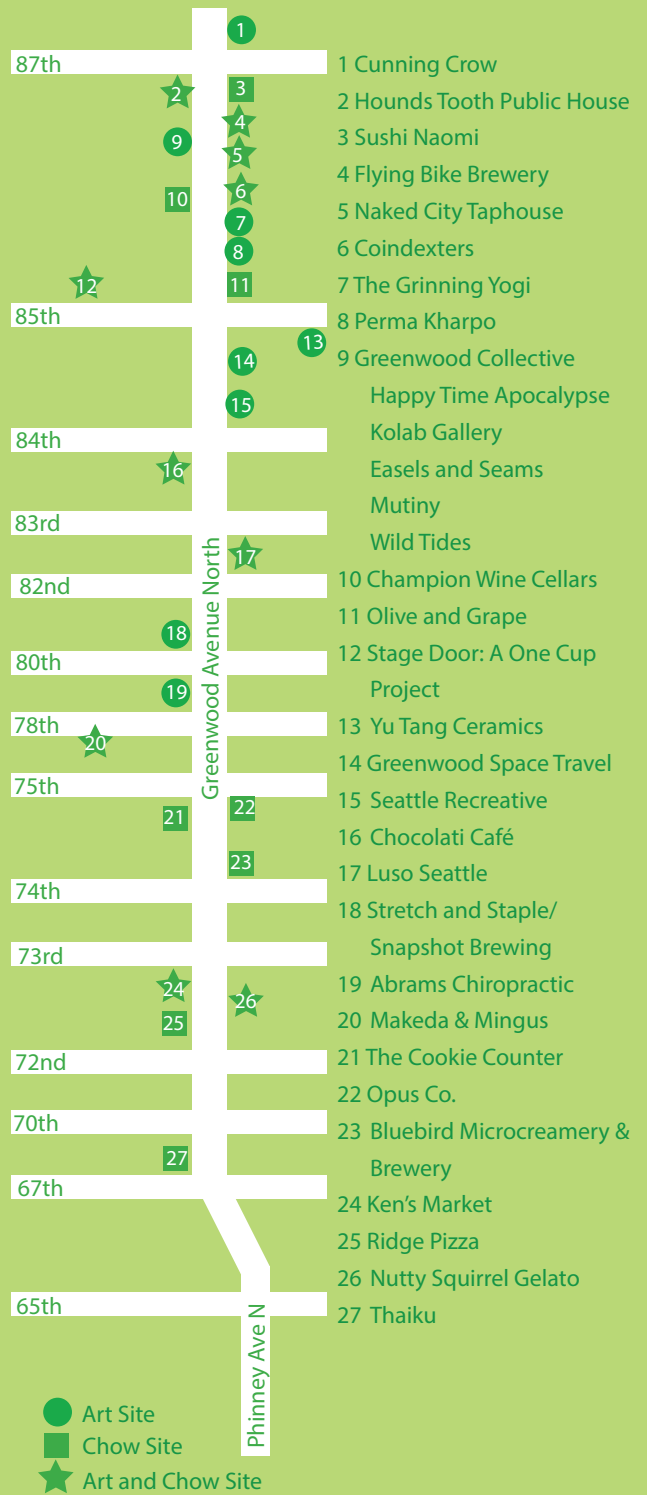 1
87th
2
3
4
9
5
6
10
7
8
12
11
85th
13
14
15
84th
16
83rd
17
82nd
18
80th
19
78th
20
75th
21
22
23
74th
73rd
24
26
25
72nd
70th
27
67th
65th
Greenwood Avenue North
Phinney Ave N
1 Cunning Crow
2 Hounds Tooth Public House
3 Sushi Naomi
4 Flying Bike Brewery
5 Naked City Taphouse
6 Coindexters
7 The Grinning Yogi
8 Perma Kharpo
9 Greenwood Collective
Happy Time Apocalypse
Kolab Gallery
Easels and Seams
Mutiny
Wild Tides
10 Champion Wine Cellars
11 Olive and Grape
12 Stage Door: A One Cup
Project
13 Yu Tang Ceramics
14 Greenwood Space Travel
15 Seattle Recreative
16 Chocolati Café
17 Luso Seattle
18 Stretch and Staple/
Snapshot Brewing
19 Abrams Chiropractic
20 Makeda & Mingus
21 The Cookie Counter
22 Opus Co.
23 Bluebird Microcreamery &
Brewery
24 Ken's Market
25 Ridge Pizza
26 Nutty Squirrel Gelato
27 Thaiku
Art Site
Chow Site
Art and Chow Site